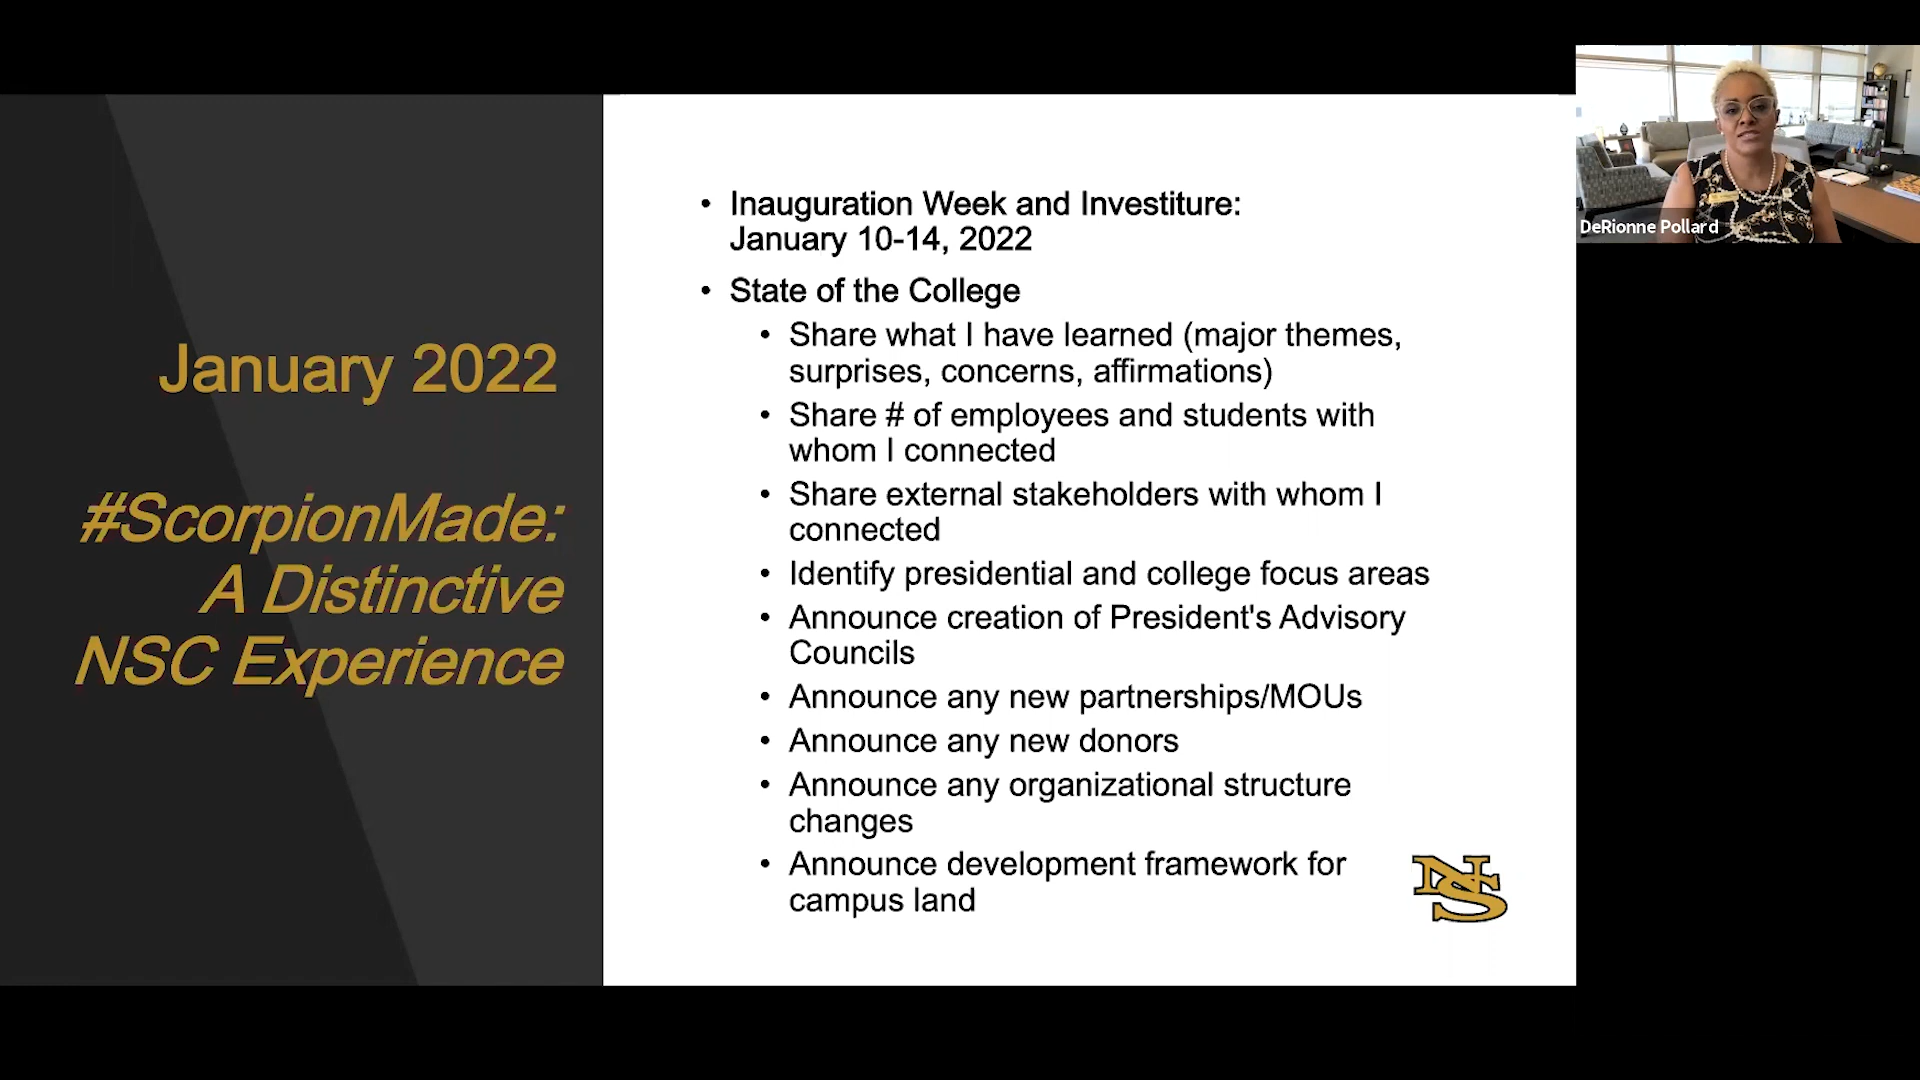 January 2022
#ScorpionMade:
A Distinctive
NSC Experience
• Inauguration Week and Investiture:
January 10-14, 2022
• State of the College
• Share what I have learned (major themes,
surprises, concerns, affirmations)
• Share # of employees and students with
whom I connected
• Share external stakeholders with whom I
connected
• Identify presidential and college focus areas
• Announce creation of President's Advisory
Councils
• Announce any new partnerships/MOUs
• Announce any new donors
• Announce any organizational structure
changes
• Announce development framework for
campus land
NS
DeRionne Pollard